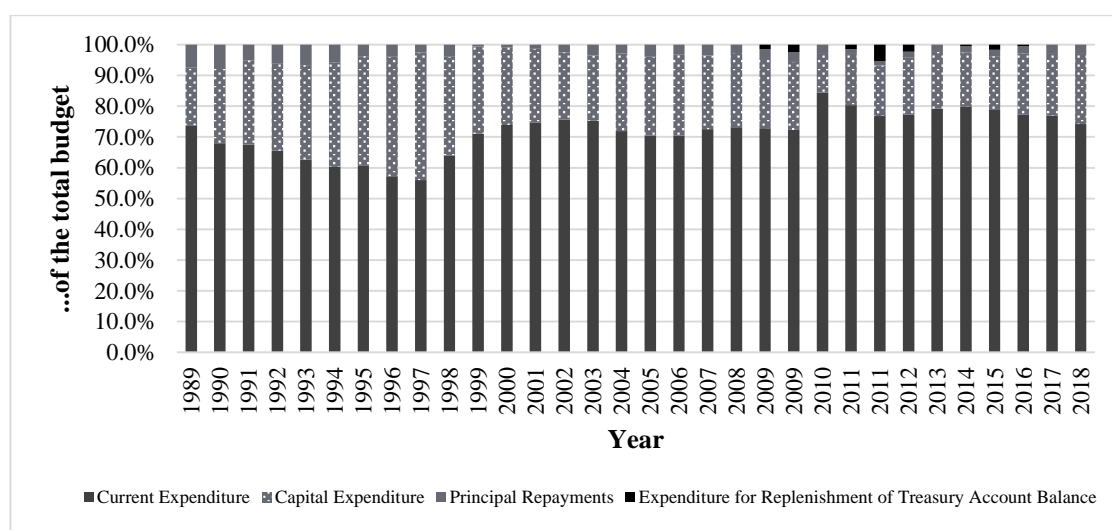 100.0%
90.0%
80.0%
70.0%
60.0%
50.0%
40.0%
30.0%
20.0%
10.0%
0.0%
...of the total budget
1989 1990 1991 1992 1993 1994 1995 1996 1997 1998 1999 2000 2001 2002 2003 2004 2005 2006 2007 2008 2009 2009 2010 2011 2011 2012 2013 2014 2015 2016 2017 2018
Year
Current Expenditure Capital Expenditure Principal Repayments Expenditure for Replenishment of Treasury Account Balance